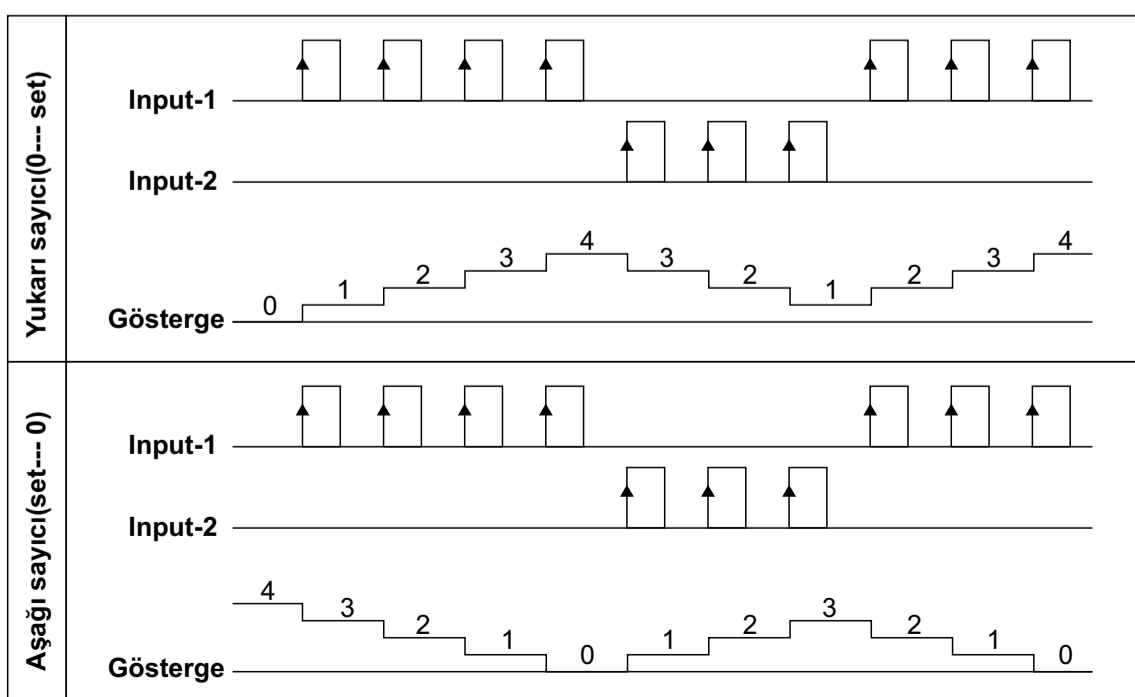 Yukarı sayıcı(0--- set)
Input-1
Input-2
0 1 2 3 4 3 2 1 2 3 4
Gösterge
Aşağı sayıcı(set--- 0)
Input-1
Input-2
4 3 2 1 0 1 2 3 2 1 0
Gösterge